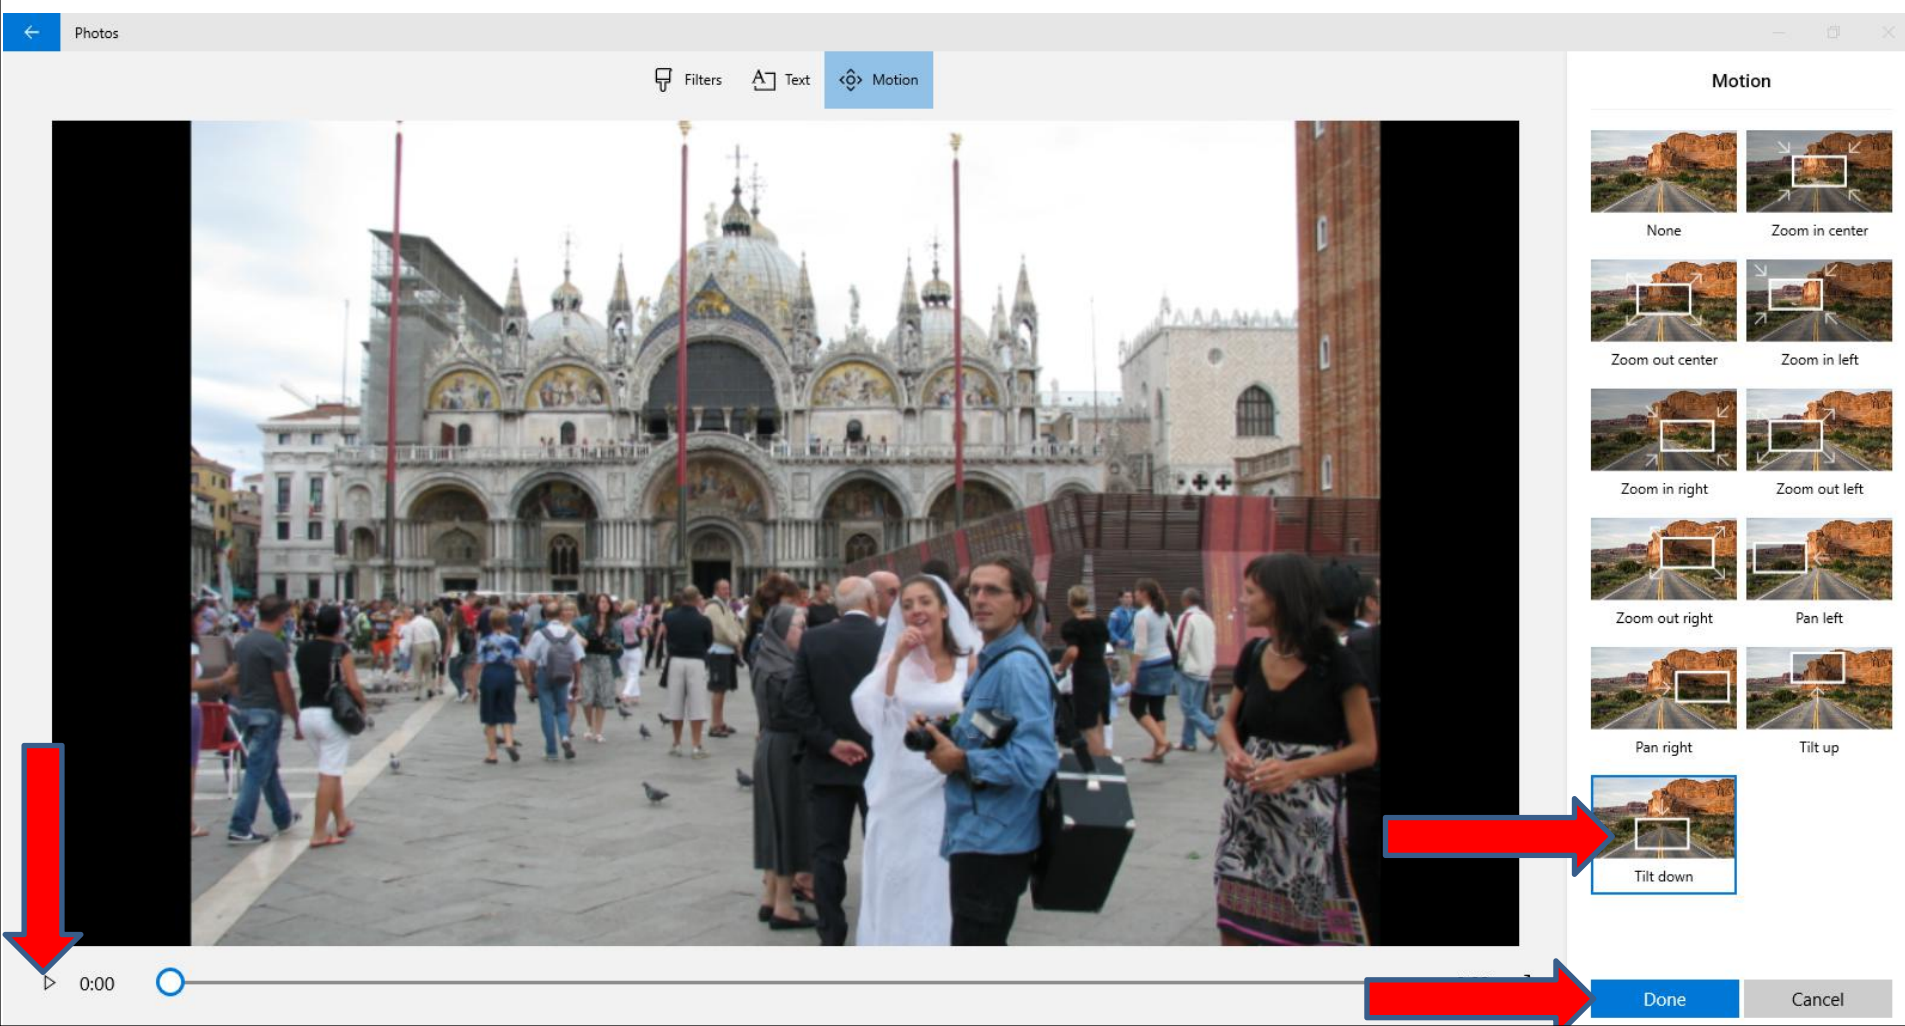 Photos
Filters Text Motion
Motion
None Zoom in center
Zoom out center Zoom in left
Zoom in right Zoom out left
Zoom out right Pan left
Pan right Tilt up
Tilt down
0:00
Done Cancel